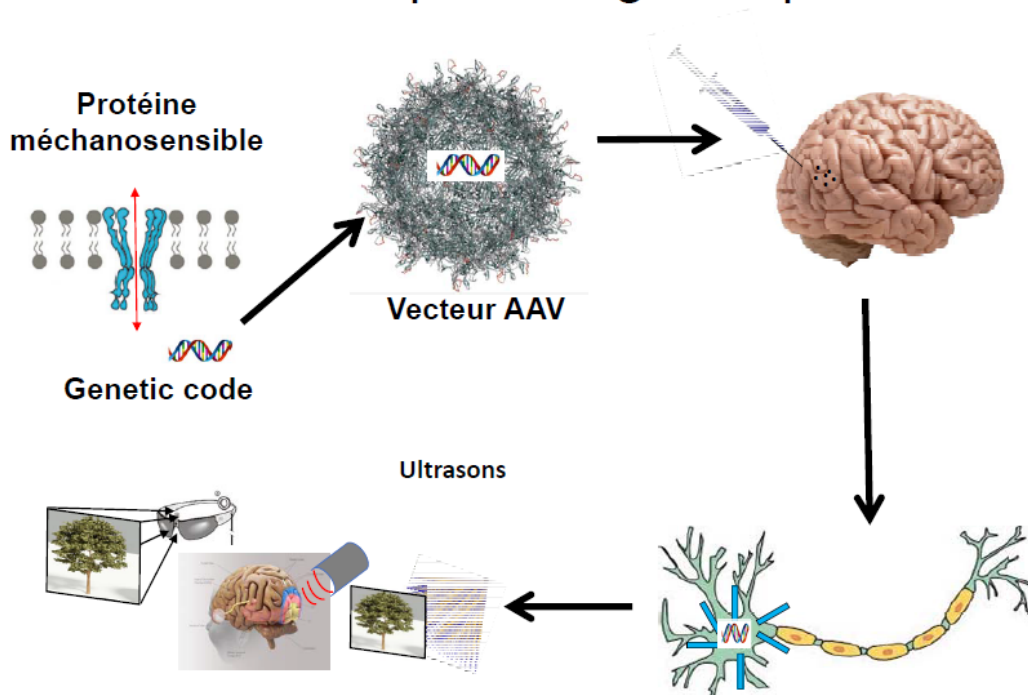 Protéine
méchanosensible
Vecteur AAV
Genetic code
Ultrasons